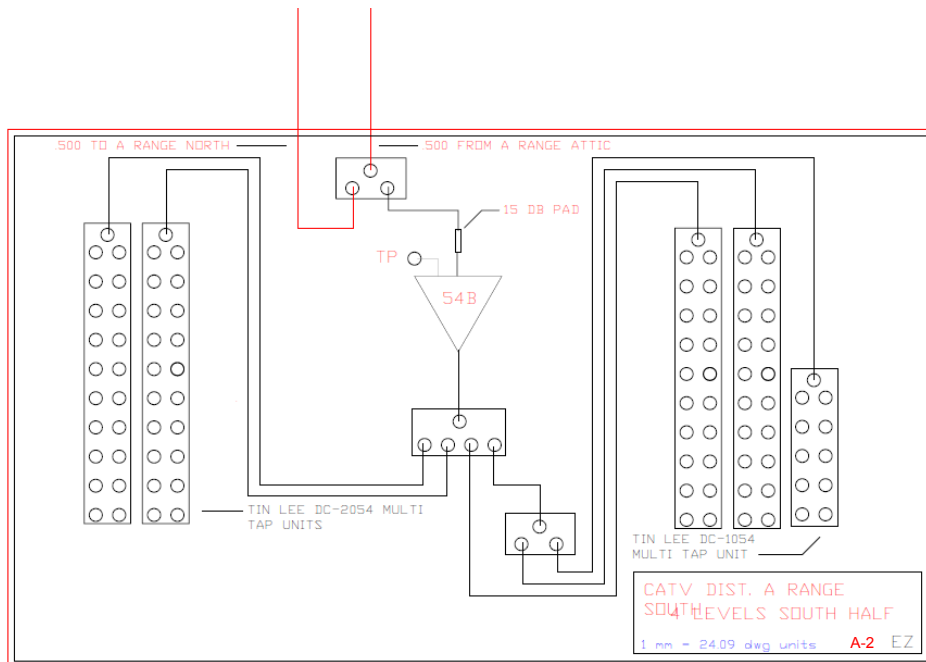 .500 TO A RANGE NORTH
.500 FROM A RANGE ATTIC
15 DB PAD
TP
54B
TIN LEE DC-2054 MULTI
TAP UNITS
TIN LEE DC-1054
MULTI TAP UNIT
CATV DIST. A RANGE
SOUTH
4 LEVELS SOUTH HALF
1 mm = 24.09 dwg units
A-2
EZ